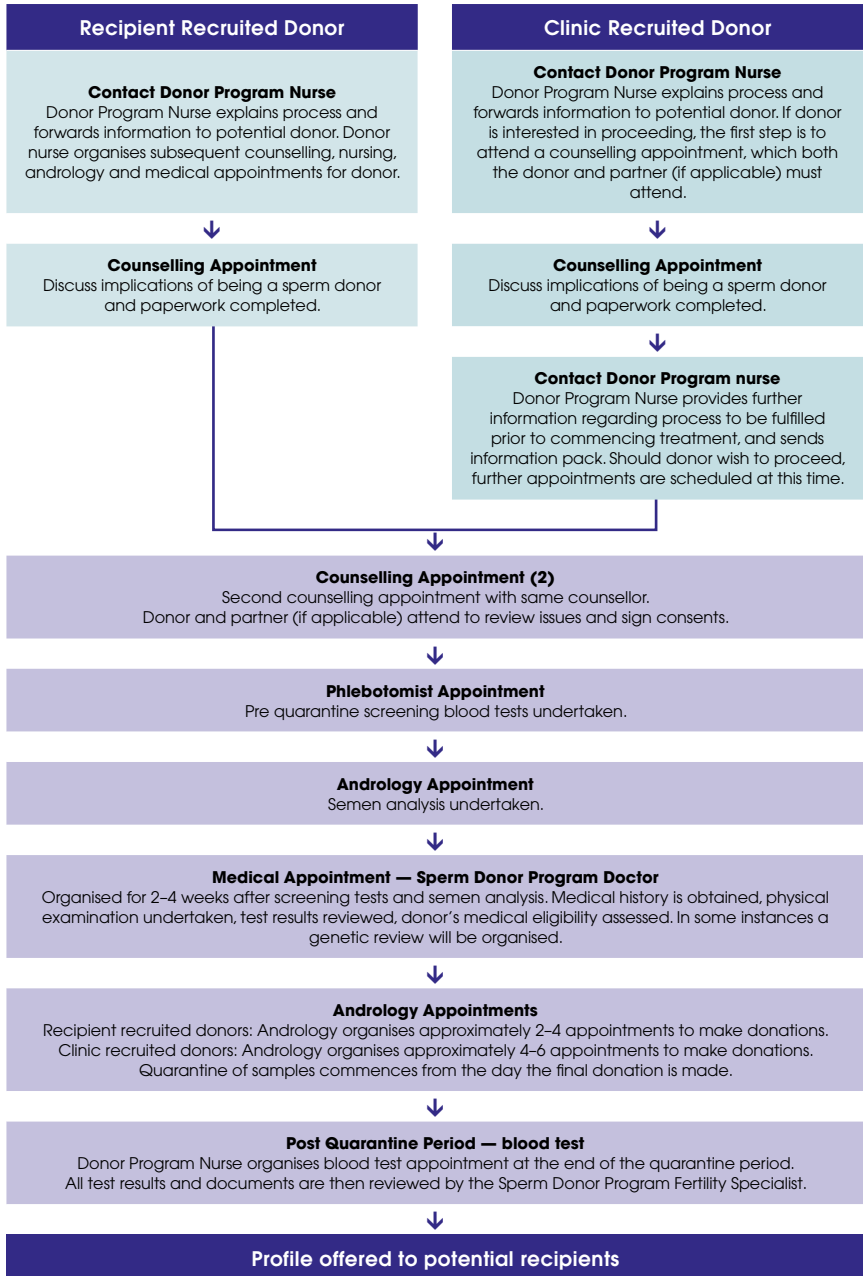 Recipient Recruited Donor
Contact Donor Program Nurse
Donor Program Nurse explains process and
forwards information to potential donor. Donor
nurse organises subsequent counselling, nursing,
andrology and medical appointments for donor.
Counselling Appointment
Discuss implications of being a sperm donor
and paperwork completed.
Clinic Recruited Donor
Contact Donor Program Nurse
Donor Program Nurse explains process and
forwards information to potential donor. If donor
is interested in proceeding, the first step is to
attend a counselling appointment, which both
the donor and partner (if applicable) must
attend.
Counselling Appointment
Discuss implications of being a sperm donor
and paperwork completed.
Contact Donor Program nurse
Donor Program Nurse provides further
information regarding process to be fulfilled
prior to commencing treatment, and sends
information pack. Should donor wish to proceed,
further appointments are scheduled at this time.
Counselling Appointment (2)
Second counselling appointment with same counsellor.
Donor and partner (if applicable) attend to review issues and sign consents.
Phlebotomist Appointment
Pre quarantine screening blood tests undertaken.
Andrology Appointment
Semen analysis undertaken.
Medical Appointment — Sperm Donor Program Doctor
Organised for 2–4 weeks after screening tests and semen analysis. Medical history is obtained, physical
examination undertaken, test results reviewed, donor's medical eligibility assessed. In some instances a
genetic review will be organised.
Andrology Appointments
Recipient recruited donors: Andrology organises approximately 2–4 appointments to make donations.
Clinic recruited donors: Andrology organises approximately 4–6 appointments to make donations.
Quarantine of samples commences from the day the final donation is made.
Post Quarantine Period — blood test
Donor Program Nurse organises blood test appointment at the end of the quarantine period.
All test results and documents are then reviewed by the Sperm Donor Program Fertility Specialist.
Profile offered to potential recipients